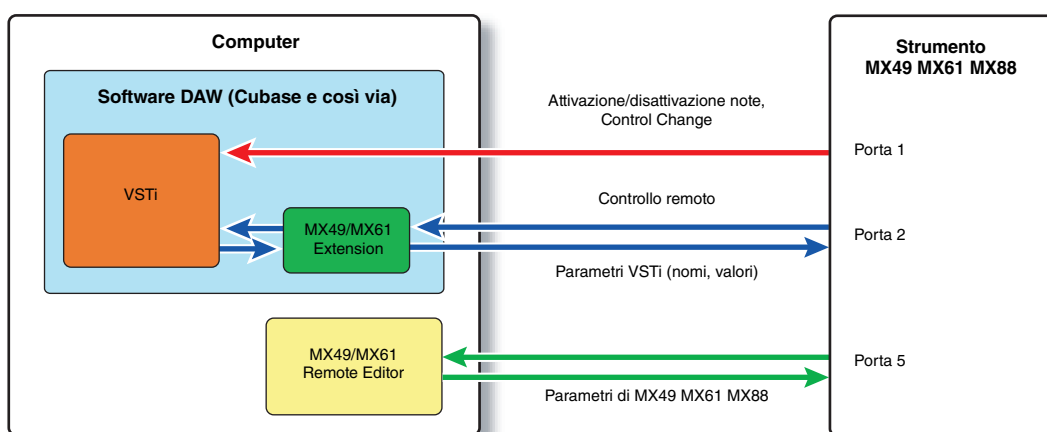 Computer
Software DAW (Cubase e così via)
VSTi
MX49/MX61
Extension
MX49/MX61
Remote Editor
Attivazione/disattivazione note,
Control Change
Controllo remoto
Parametri VSTi (nomi, valori)
Parametri di MX49 MX61 MX88
Strumento
MX49 MX61 MX88
Porta 1
Porta 2
Porta 5